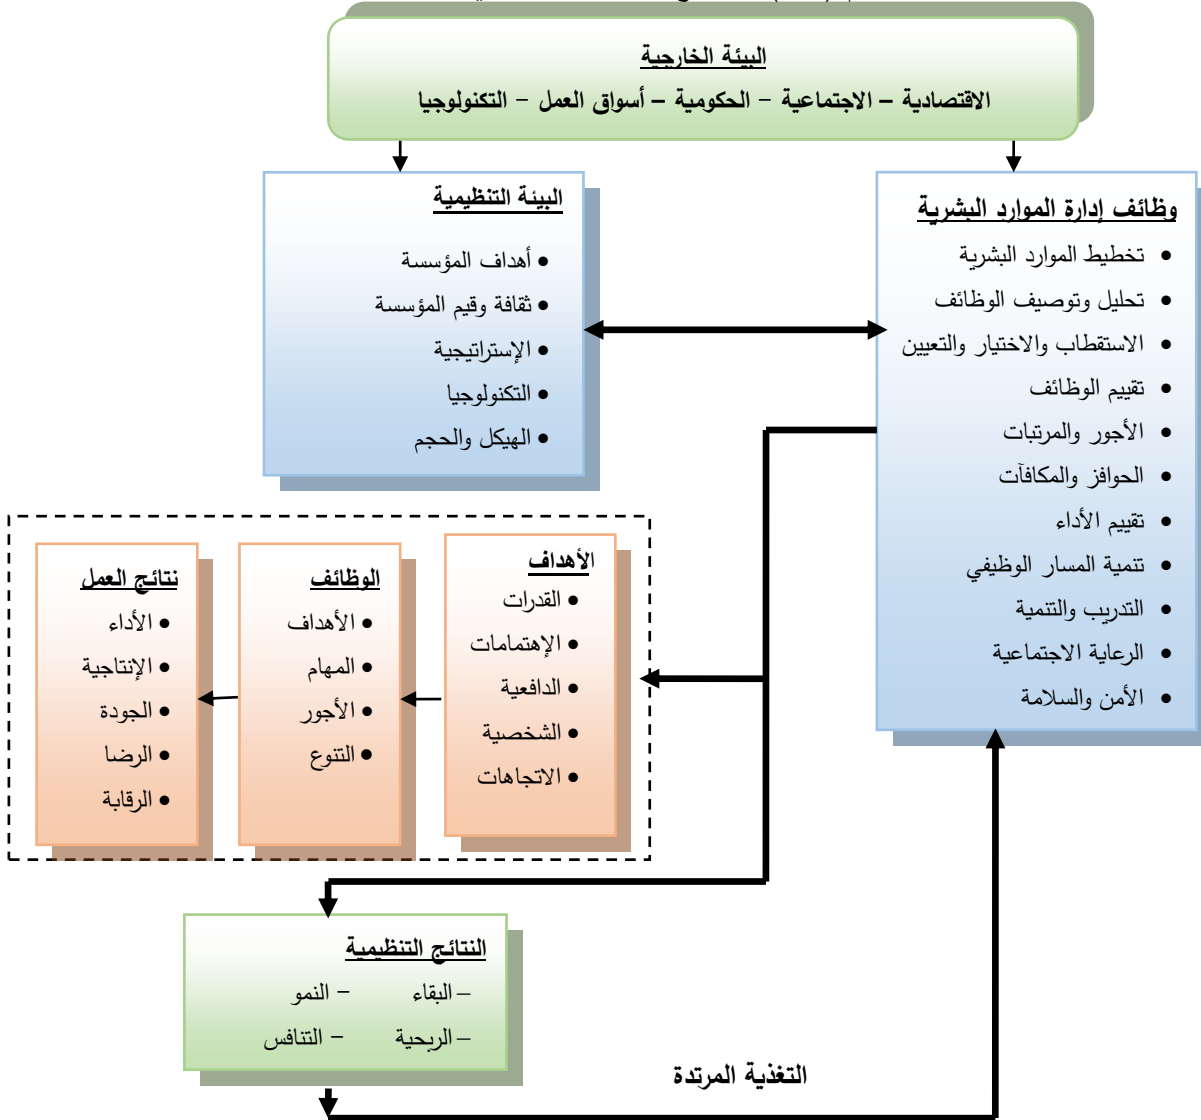 البيئة الخارجية
الاقتصادية – الاجتماعية – الحكومية – أسواق العمل – التكنولوجيا
وظائف إدارة الموارد البشرية
• تخطيط الموارد البشرية
• تحليل وتوصيف الوظائف
• الاستقطاب والاختيار والتعيين
• تقييم الوظائف
• الأجور والمرتبات
• الحوافز والمكافآت
• تقييم الأداء
• تنمية المسار الوظيفي
• التدريب والتنمية
• الرعاية الاجتماعية
• الأمن والسلامة
البيئة التنظيمية
• أهداف المؤسسة
• ثقافة وقيم المؤسسة
• الإستراتيجية
• التكنولوجيا
• الهيكل والحجم
الأهداف
• القدرات
• الإهتمامات
• الدافعية
• الشخصية
• الاتجاهات
الوظائف
• الأهداف
• المهام
• الأجور
• التنوع
نتائج العمل
• الأداء
• الإنتاجية
• الجودة
• الرضا
• الرقابة
النتائج التنظيمية
– البقاء – النمو
– الربحية – التنافس
التغذية المرتدة